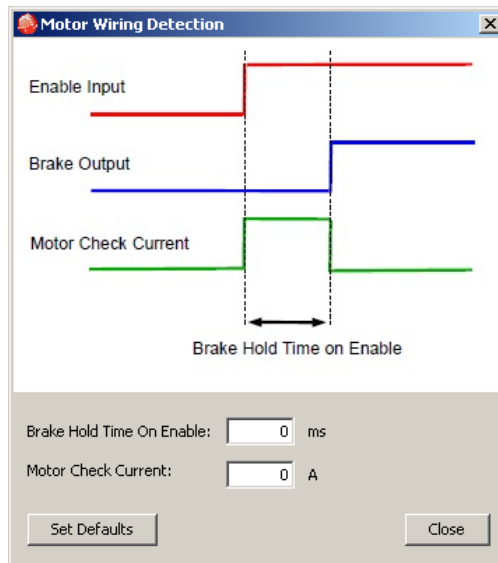 Motor Wiring Detection
Enable Input
Brake Output
Motor Check Current
Brake Hold Time on Enable
Brake Hold Time On Enable: 0 ms
Motor Check Current: 0 A
Set Defaults Close